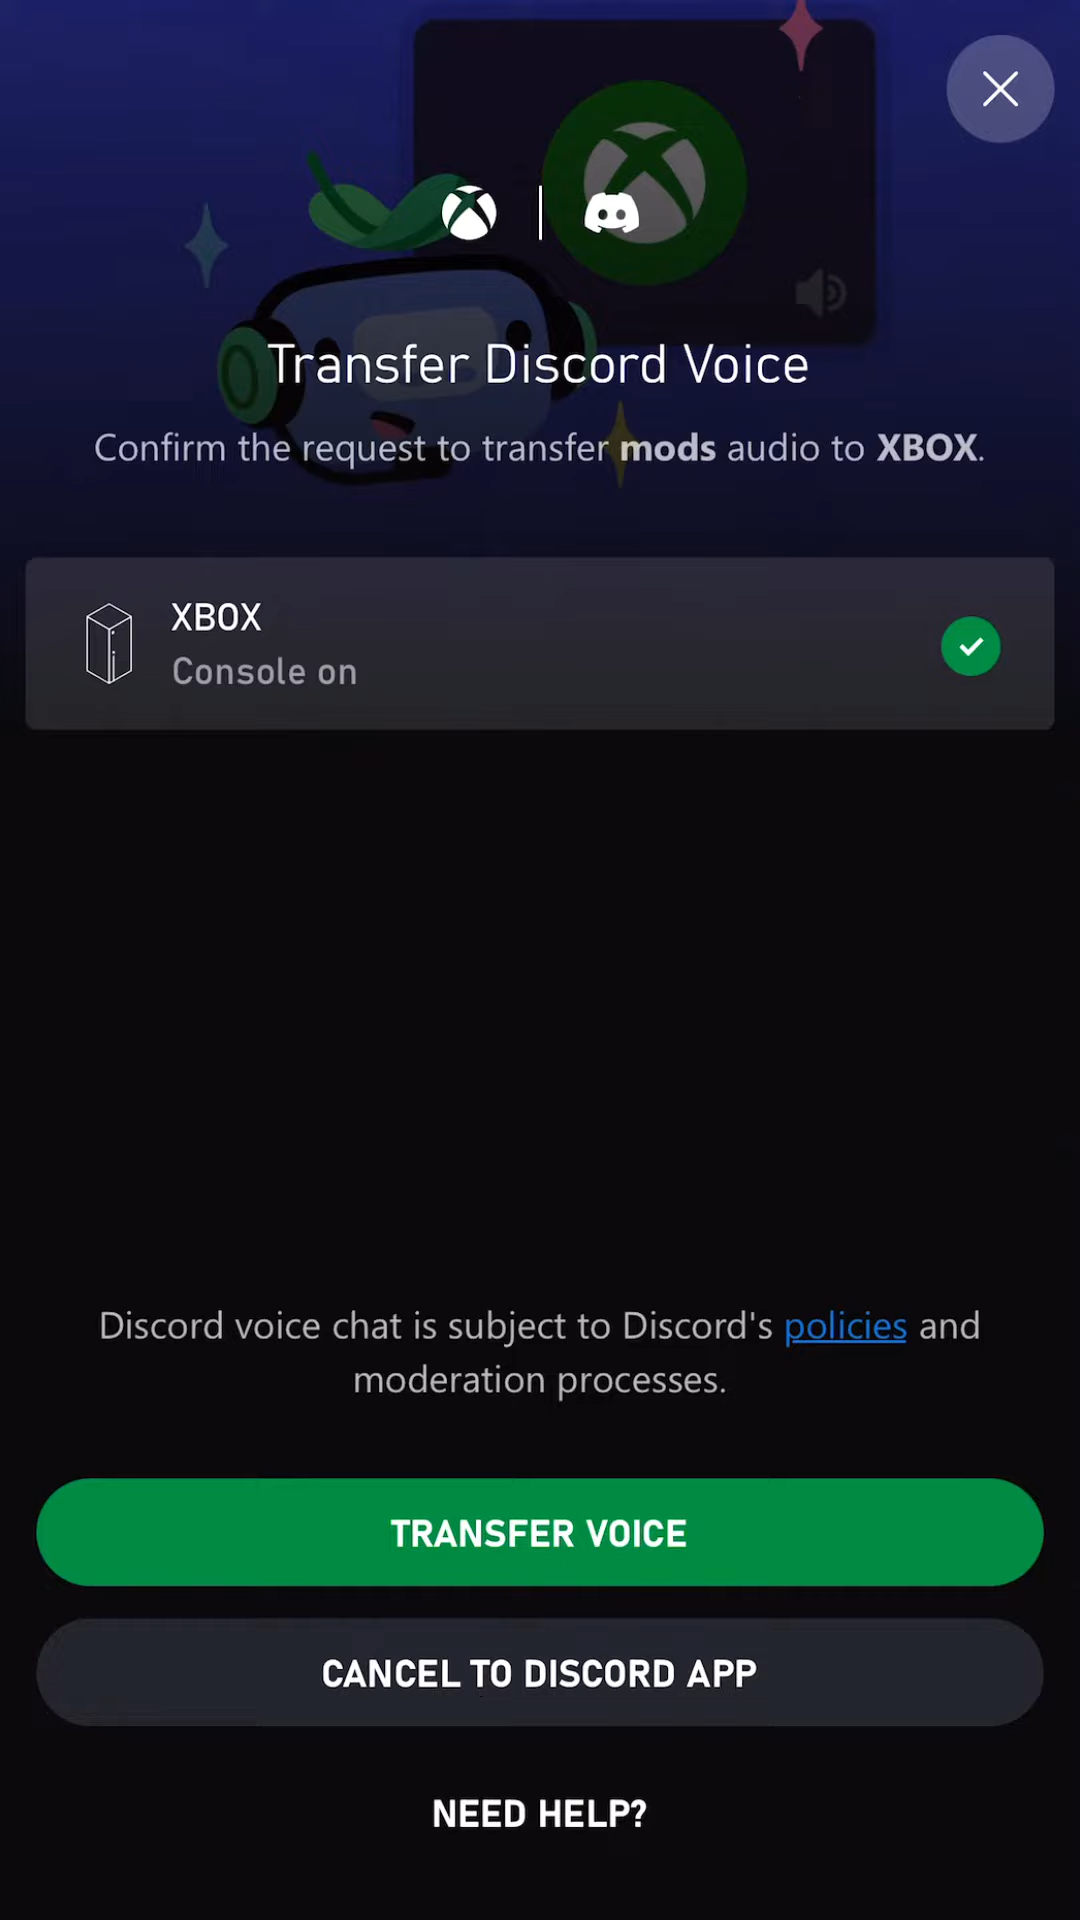 Transfer Discord Voice
Confirm the request to transfer mods audio to XBOX.
XBOX
Console on
Discord voice chat is subject to Discord's policies and
moderation processes.
TRANSFER VOICE
CANCEL TO DISCORD APP
NEED HELP?